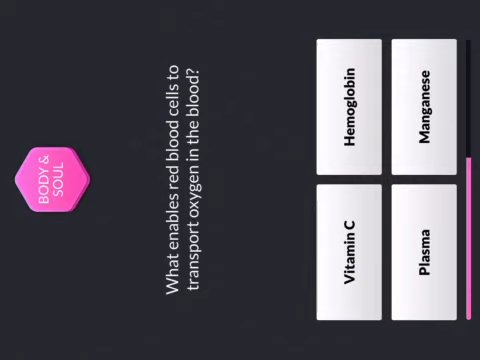 BODY &
SOUL
What enables red blood cells to
transport oxygen in the blood?
Vitamin C
Hemoglobin
Plasma
Manganese